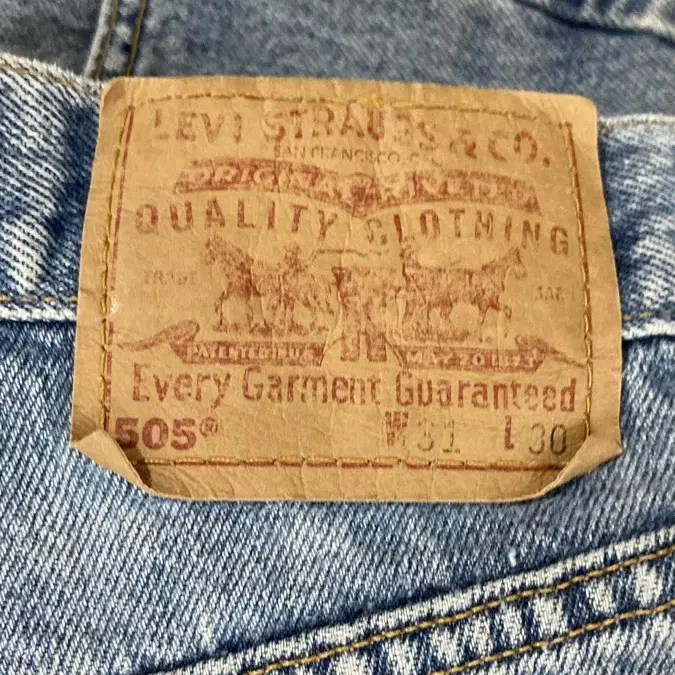 LEVI STRAUSS & CO.
SAN FRANCISCO, CAL.
ORIGINAL RIVETED
QUALITY CLOTHING
TRADE MARK
PATENTED IN U.S. MAY 20 1873
Every Garment Guaranteed
505® W 31 L 30